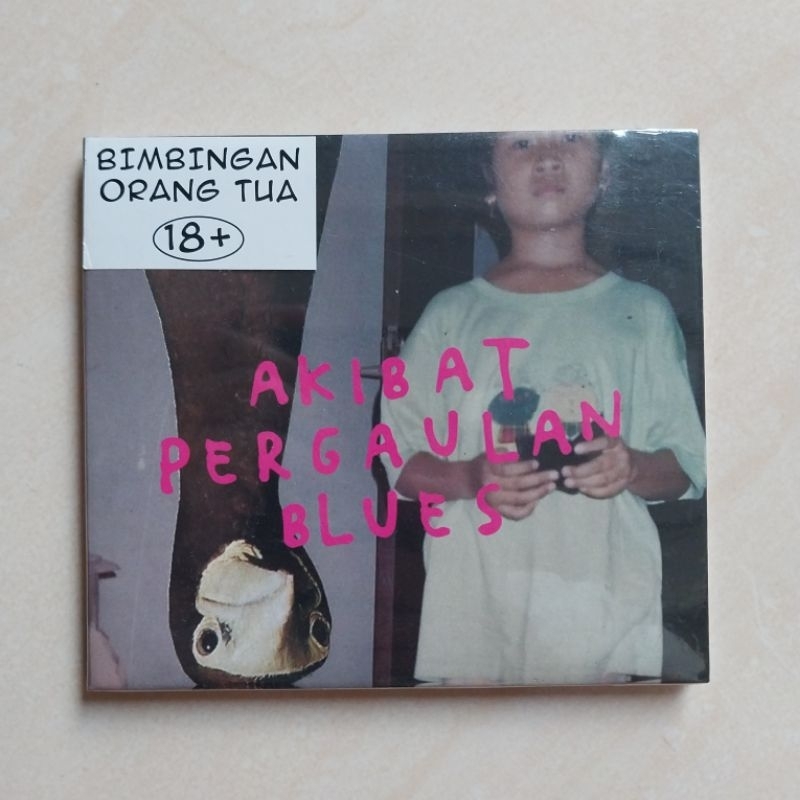 BIMBINGAN
ORANG TUA
18+
AKIBAT
PERGAULAN
BLUES